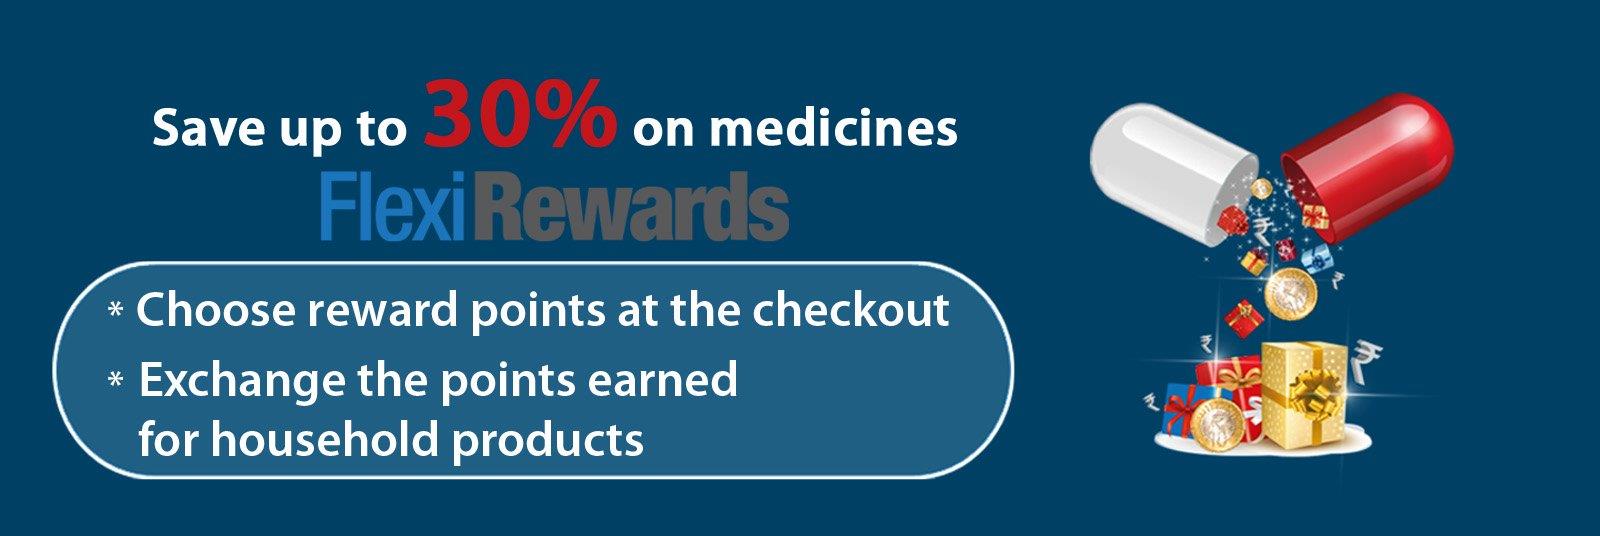 Save up to 30% on medicines
FlexiRewards
* Choose reward points at the checkout
* Exchange the points earned
for household products
₹
₹
₹
₹
₹